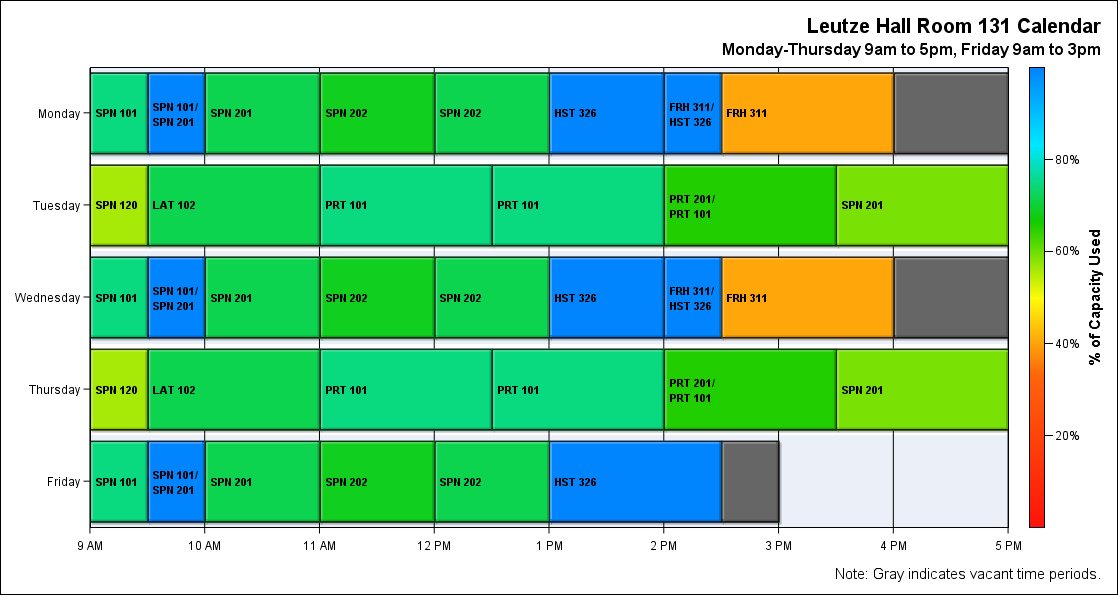 Leutze Hall Room 131 Calendar
Monday-Thursday 9am to 5pm, Friday 9am to 3pm
Monday
SPN 101
SPN 101/
SPN 201
SPN 201
SPN 202
SPN 202
HST 326
FRH 311/
HST 326
FRH 311
Tuesday
SPN 120
LAT 102
PRT 101
PRT 101
PRT 201/
PRT 101
SPN 201
Wednesday
SPN 101
SPN 101/
SPN 201
SPN 201
SPN 202
SPN 202
HST 326
FRH 311/
HST 326
FRH 311
Thursday
SPN 120
LAT 102
PRT 101
PRT 101
PRT 201/
PRT 101
SPN 201
Friday
SPN 101
SPN 101/
SPN 201
SPN 201
SPN 202
SPN 202
HST 326
9 AM
10 AM
11 AM
12 PM
1 PM
2 PM
3 PM
4 PM
5 PM
80%
60%
40%
20%
% of Capacity Used
Note: Gray indicates vacant time periods.